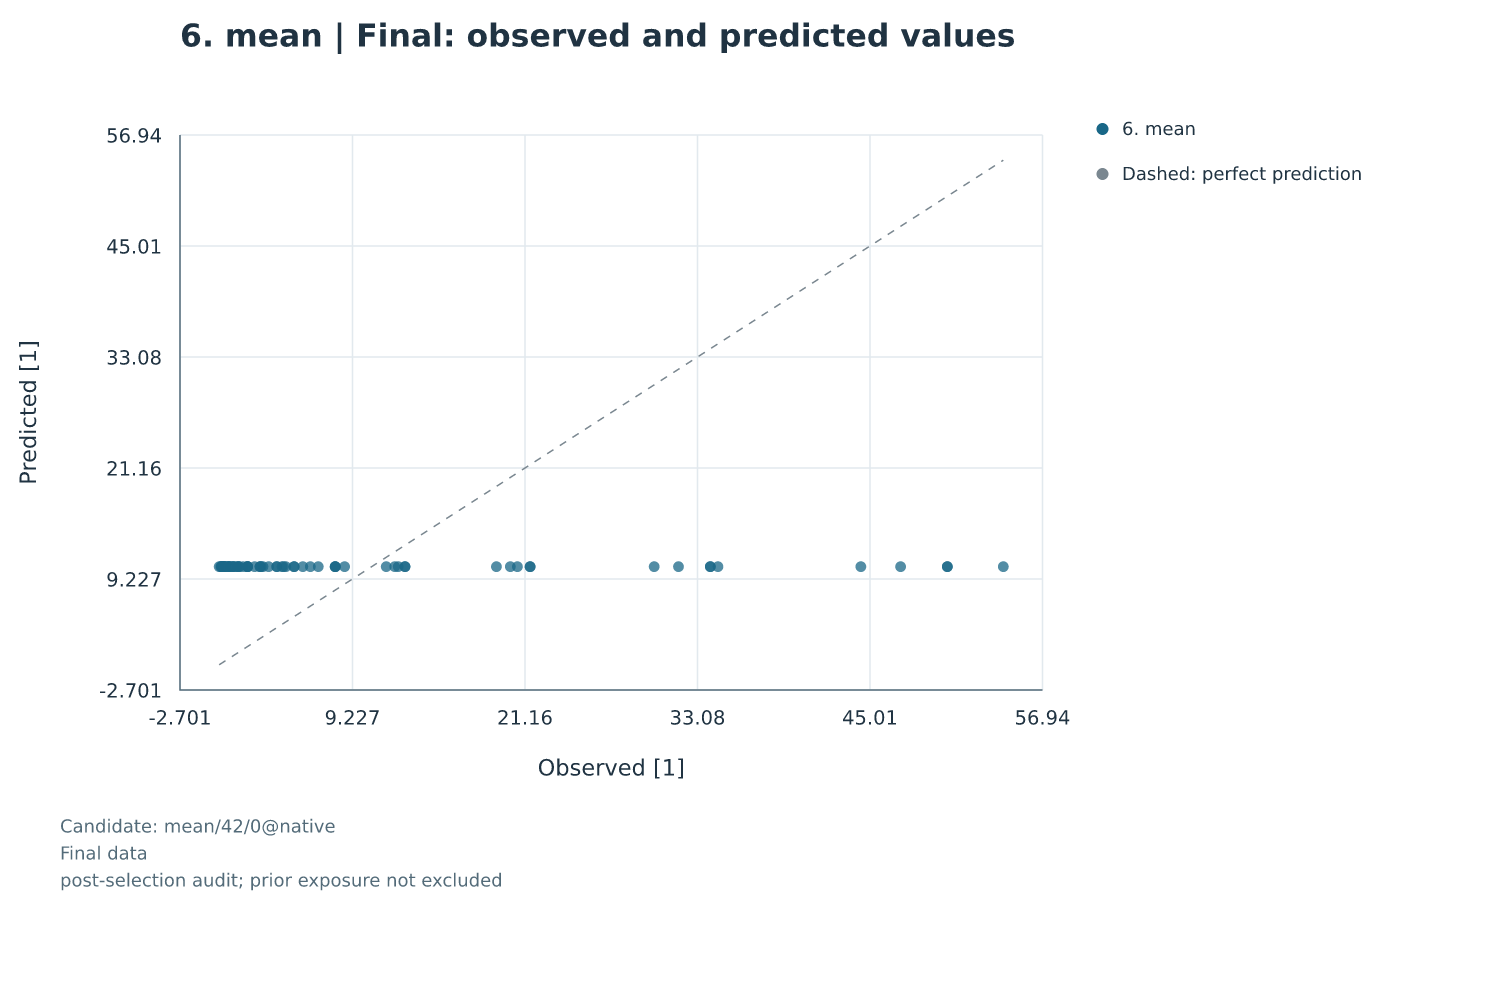 6. mean | Final: observed and predicted values
6. mean
Dashed: perfect prediction
56.94
45.01
33.08
21.16
9.227
-2.701
Predicted [1]
-2.701 9.227 21.16 33.08 45.01 56.94
Observed [1]
Candidate: mean/42/0@native
Final data
post-selection audit; prior exposure not excluded